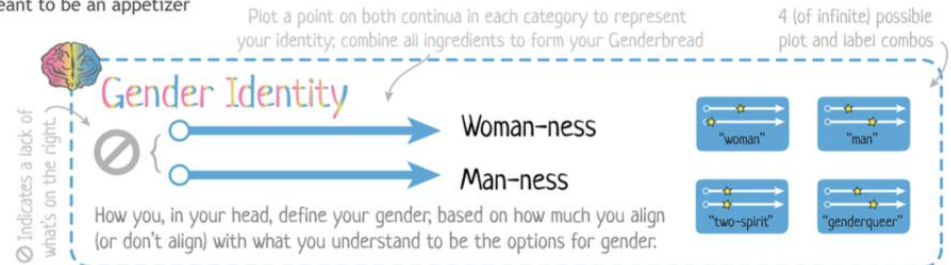 eant to be an appetizer
Plot a point on both continua in each category to represent
your identity; combine all ingredients to form your Genderbread
4 (of infinite) possible
plot and label combos
Gender Identity
⊘ Indicates a lack of
what's on the right.
Woman-ness
Man-ness
How you, in your head, define your gender, based on how much you align
(or don't align) with what you understand to be the options for gender.
"woman"
"man"
"two-spirit"
"genderqueer"